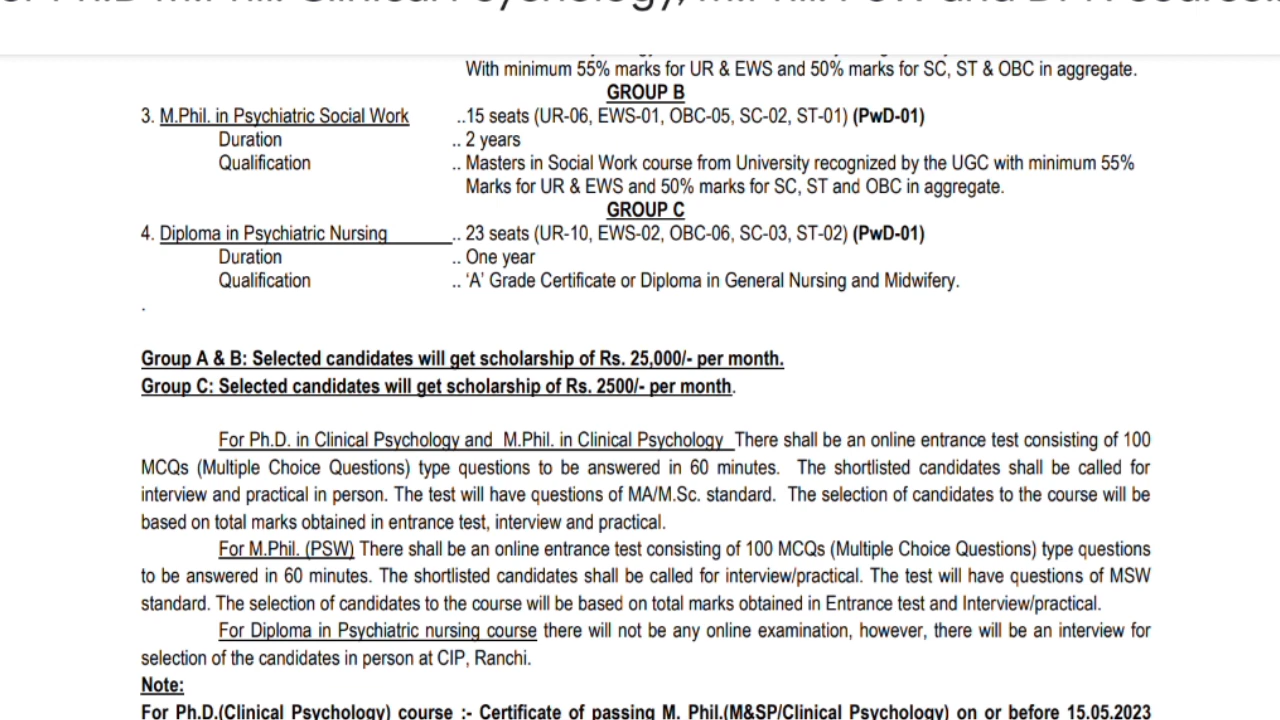 With minimum 55% marks for UR & EWS and 50% marks for SC, ST & OBC in aggregate.
GROUP B
3. M.Phil. in Psychiatric Social Work ..15 seats (UR-06, EWS-01, OBC-05, SC-02, ST-01) (PwD-01)
Duration .. 2 years
Qualification .. Masters in Social Work course from University recognized by the UGC with minimum 55%
Marks for UR & EWS and 50% marks for SC, ST and OBC in aggregate.
GROUP C
4. Diploma in Psychiatric Nursing .. 23 seats (UR-10, EWS-02, OBC-06, SC-03, ST-02) (PwD-01)
Duration .. One year
Qualification .. ‘A’ Grade Certificate or Diploma in General Nursing and Midwifery.
.
Group A & B: Selected candidates will get scholarship of Rs. 25,000/- per month.
Group C: Selected candidates will get scholarship of Rs. 2500/- per month.
For Ph.D. in Clinical Psychology and M.Phil. in Clinical Psychology There shall be an online entrance test consisting of 100
MCQs (Multiple Choice Questions) type questions to be answered in 60 minutes. The shortlisted candidates shall be called for
interview and practical in person. The test will have questions of MA/M.Sc. standard. The selection of candidates to the course will be
based on total marks obtained in entrance test, interview and practical.
For M.Phil. (PSW) There shall be an online entrance test consisting of 100 MCQs (Multiple Choice Questions) type questions
to be answered in 60 minutes. The shortlisted candidates shall be called for interview/practical. The test will have questions of MSW
standard. The selection of candidates to the course will be based on total marks obtained in Entrance test and Interview/practical.
For Diploma in Psychiatric nursing course there will not be any online examination, however, there will be an interview for
selection of the candidates in person at CIP, Ranchi.
Note:
For Ph.D.(Clinical Psychology) course :- Certificate of passing M. Phil.(M&SP/Clinical Psychology) on or before 15.05.2023